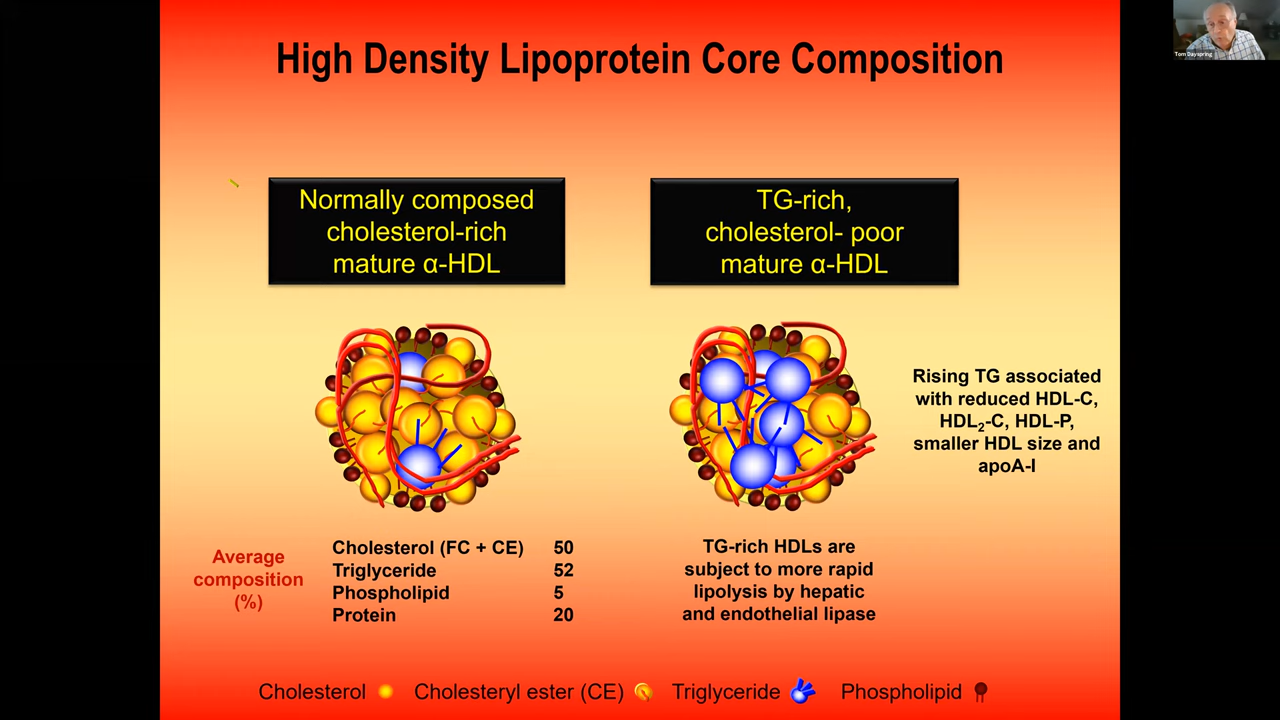 High Density Lipoprotein Core Composition
Tom Dayspring
Normally composed
cholesterol-rich
mature α-HDL
TG-rich,
cholesterol- poor
mature α-HDL
Rising TG associated
with reduced HDL-C,
HDL2-C, HDL-P,
smaller HDL size and
apoA-I
Average
composition
(%)
Cholesterol (FC + CE) 50
Triglyceride 52
Phospholipid 5
Protein 20
TG-rich HDLs are
subject to more rapid
lipolysis by hepatic
and endothelial lipase
Cholesterol Cholesteryl ester (CE) Triglyceride Phospholipid